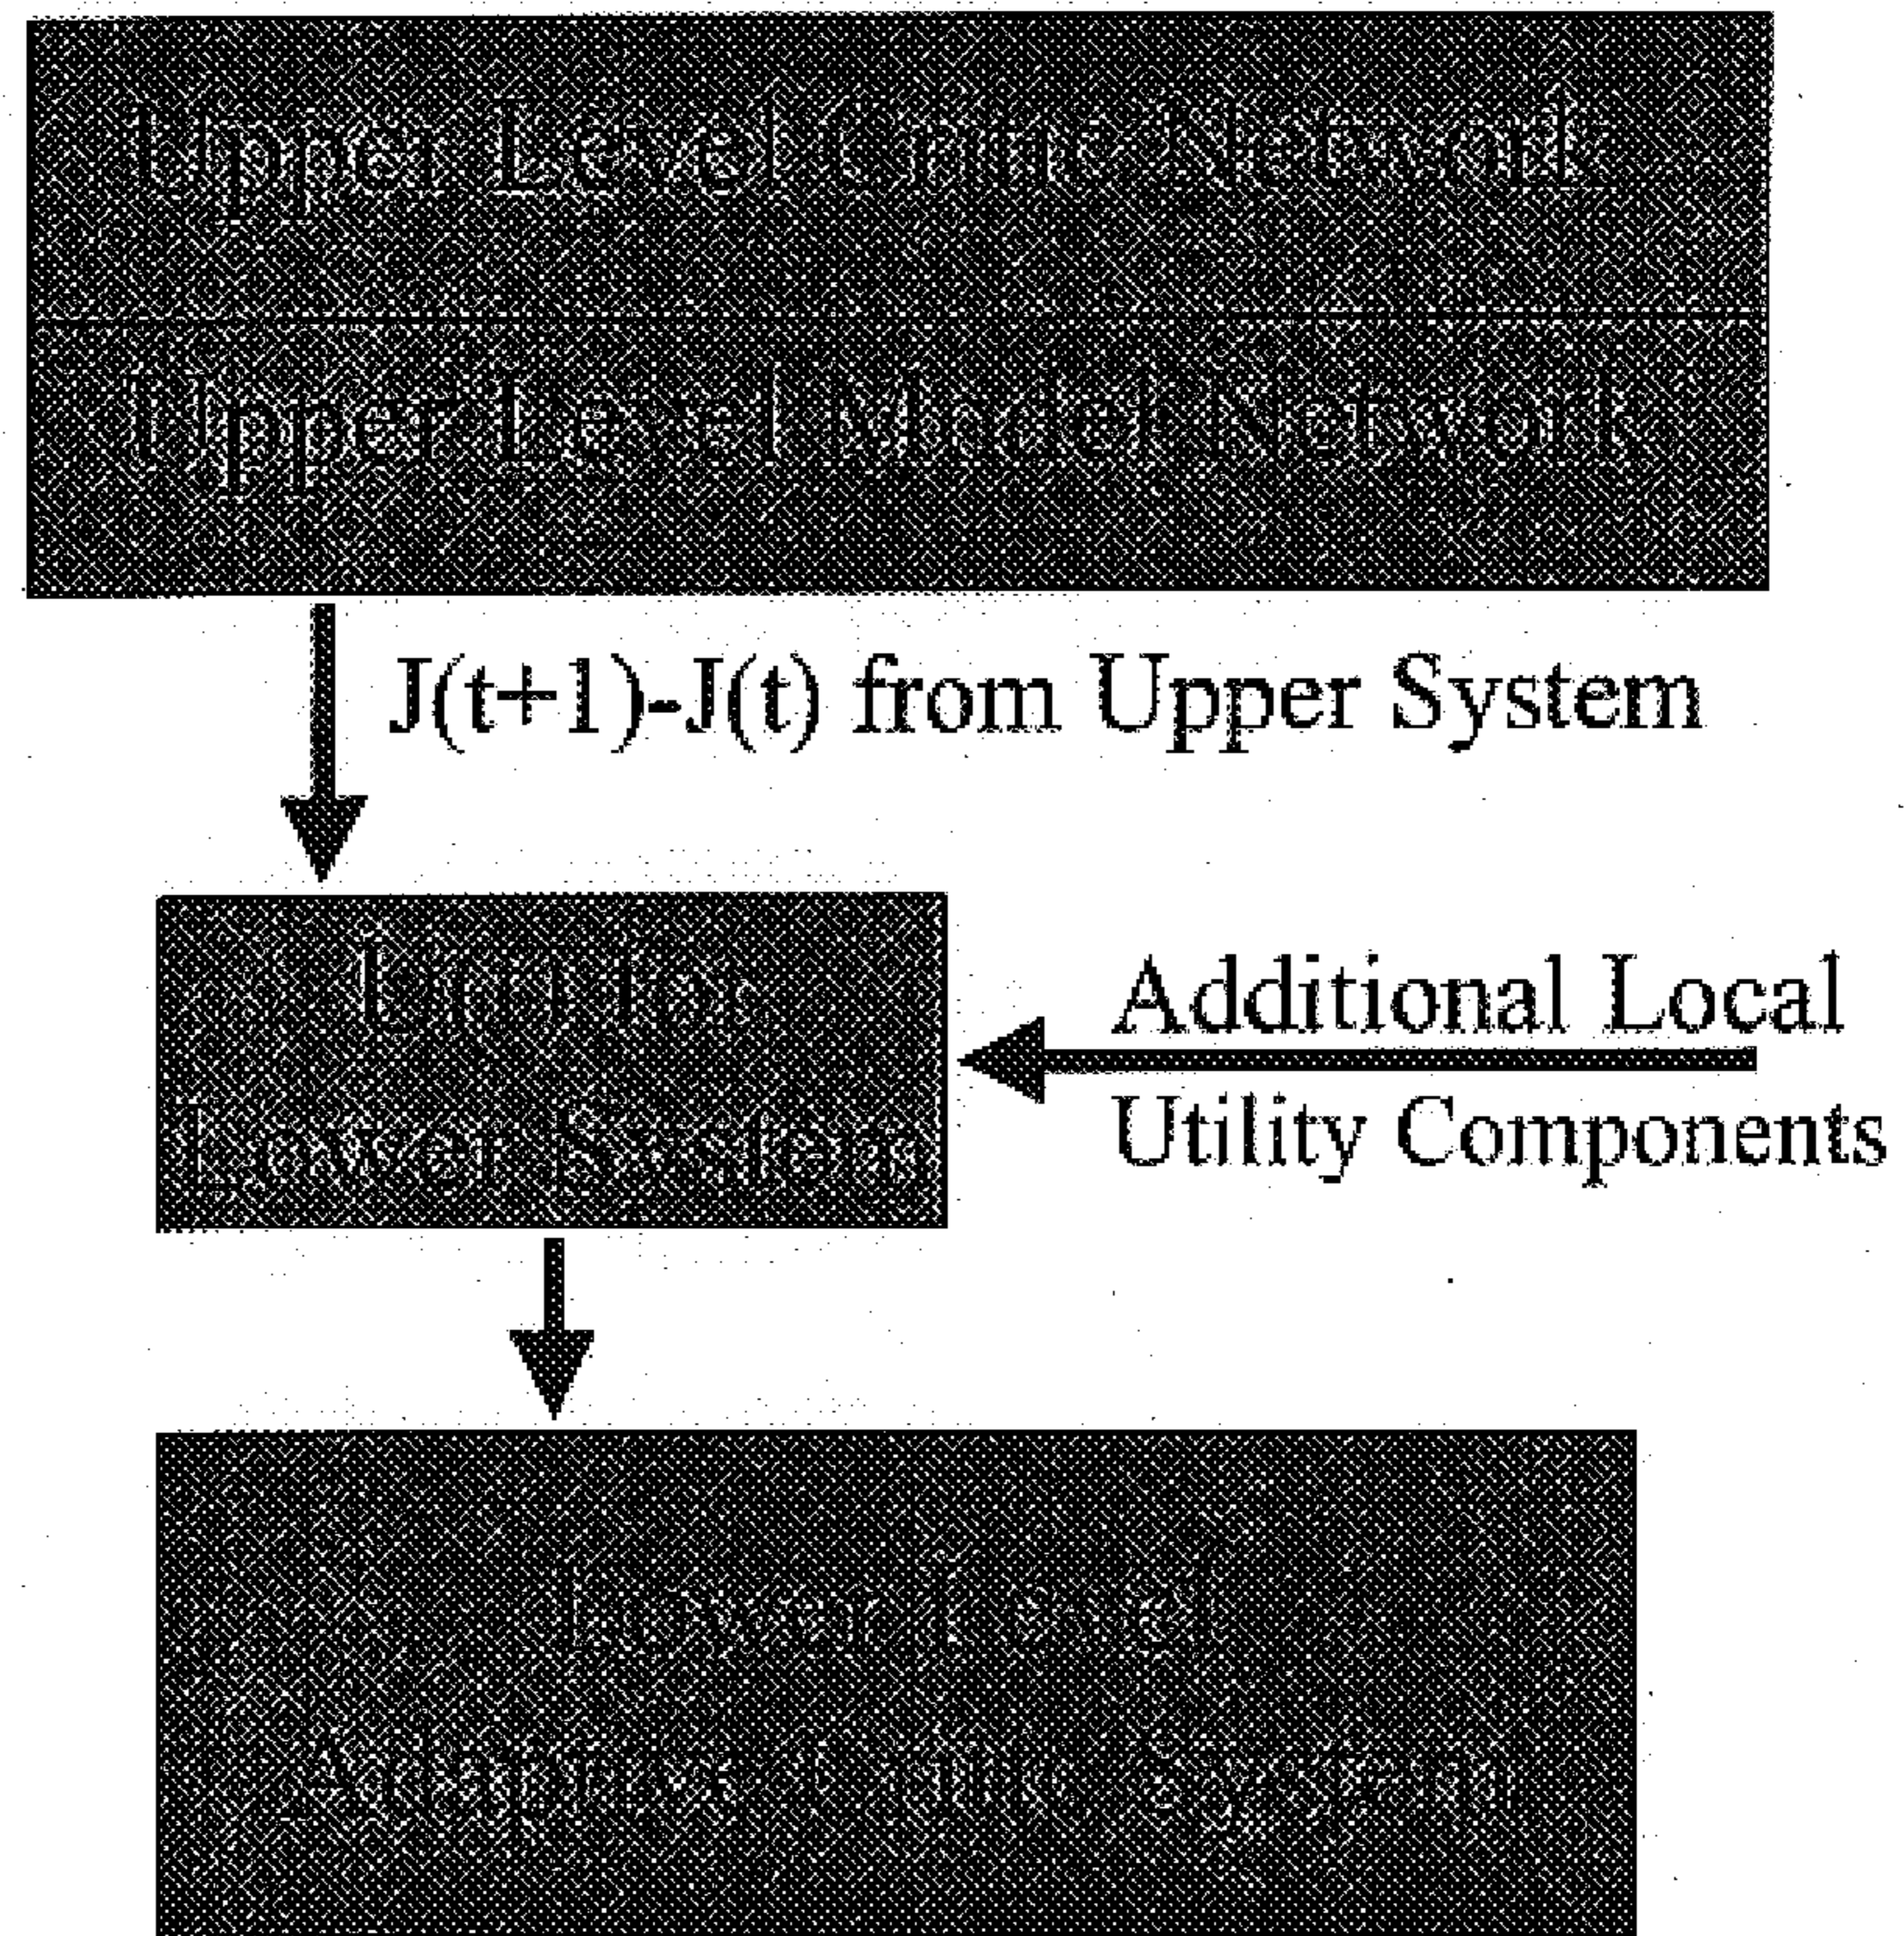 Upper Level Critic Network
Upper Level Model Network
J(t+1)-J(t) from Upper System
U(t) for
Lower System
Additional Local
Utility Components
Lower Level
Adaptive Critic System